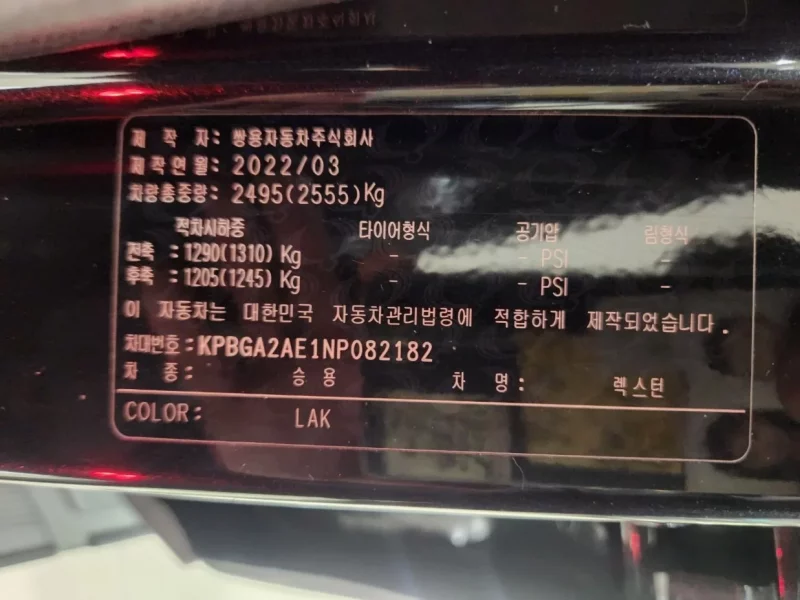 제 작 자: 쌍용자동차주식회사
제작연월: 2022/03
차량총중량: 2495(2555)Kg
적차시하중 타이어형식 공기압 림형식
전축 : 1290(1310) Kg - - PSI -
후축 : 1205(1245) Kg - - PSI -
이 자동차는 대한민국 자동차관리법령에 적합하게 제작되었습니다.
차대번호: KPBGA2AE1NP082182
차 종: 승용 차 명: 렉스턴
COLOR: LAK